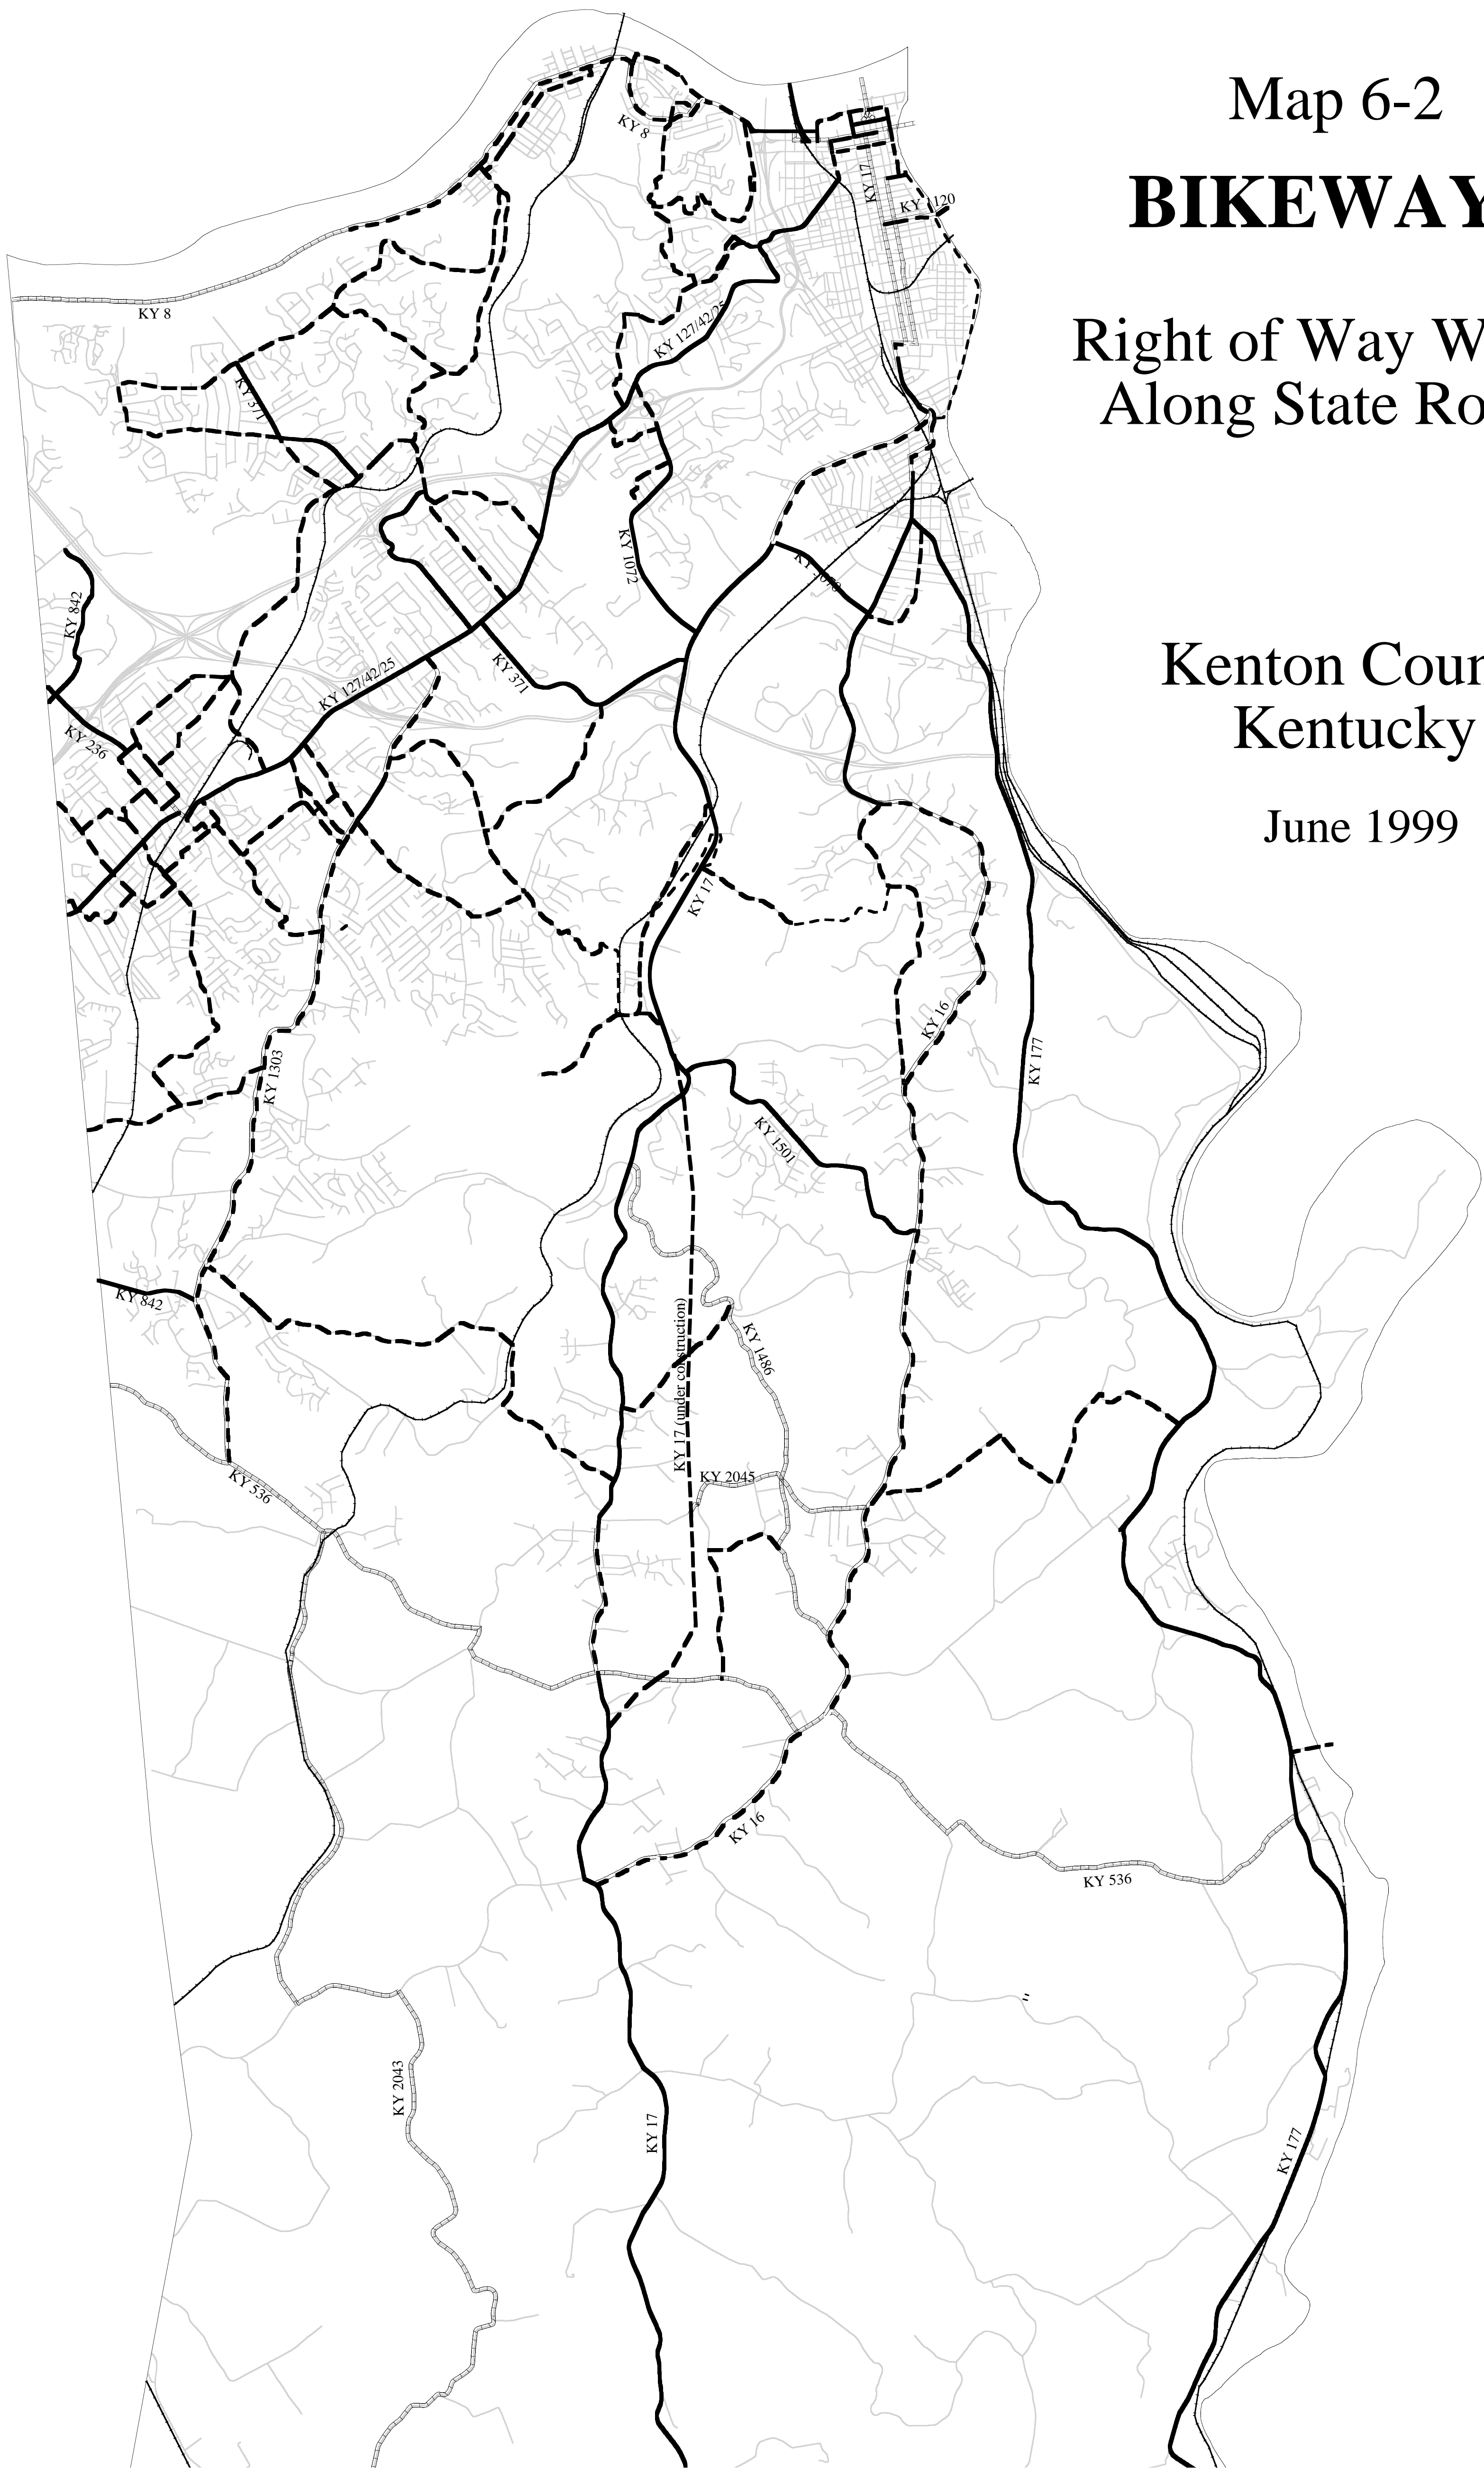 Map 6-2
BIKEWAY
Right of Way W
Along State Ro
Kenton Coun
Kentucky
June 1999
KY 8
KY 17
KY 1120
KY 8
KY 127/42/25
KY 371
KY 1072
KY 842
KY 127/42/25
KY 371
KY 236
KY 17
KY 16
KY 177
KY 1303
KY 1501
KY 842
KY 17 (under construction)
KY 1486
KY 2045
KY 536
KY 16
KY 536
KY 2043
KY 17
KY 177